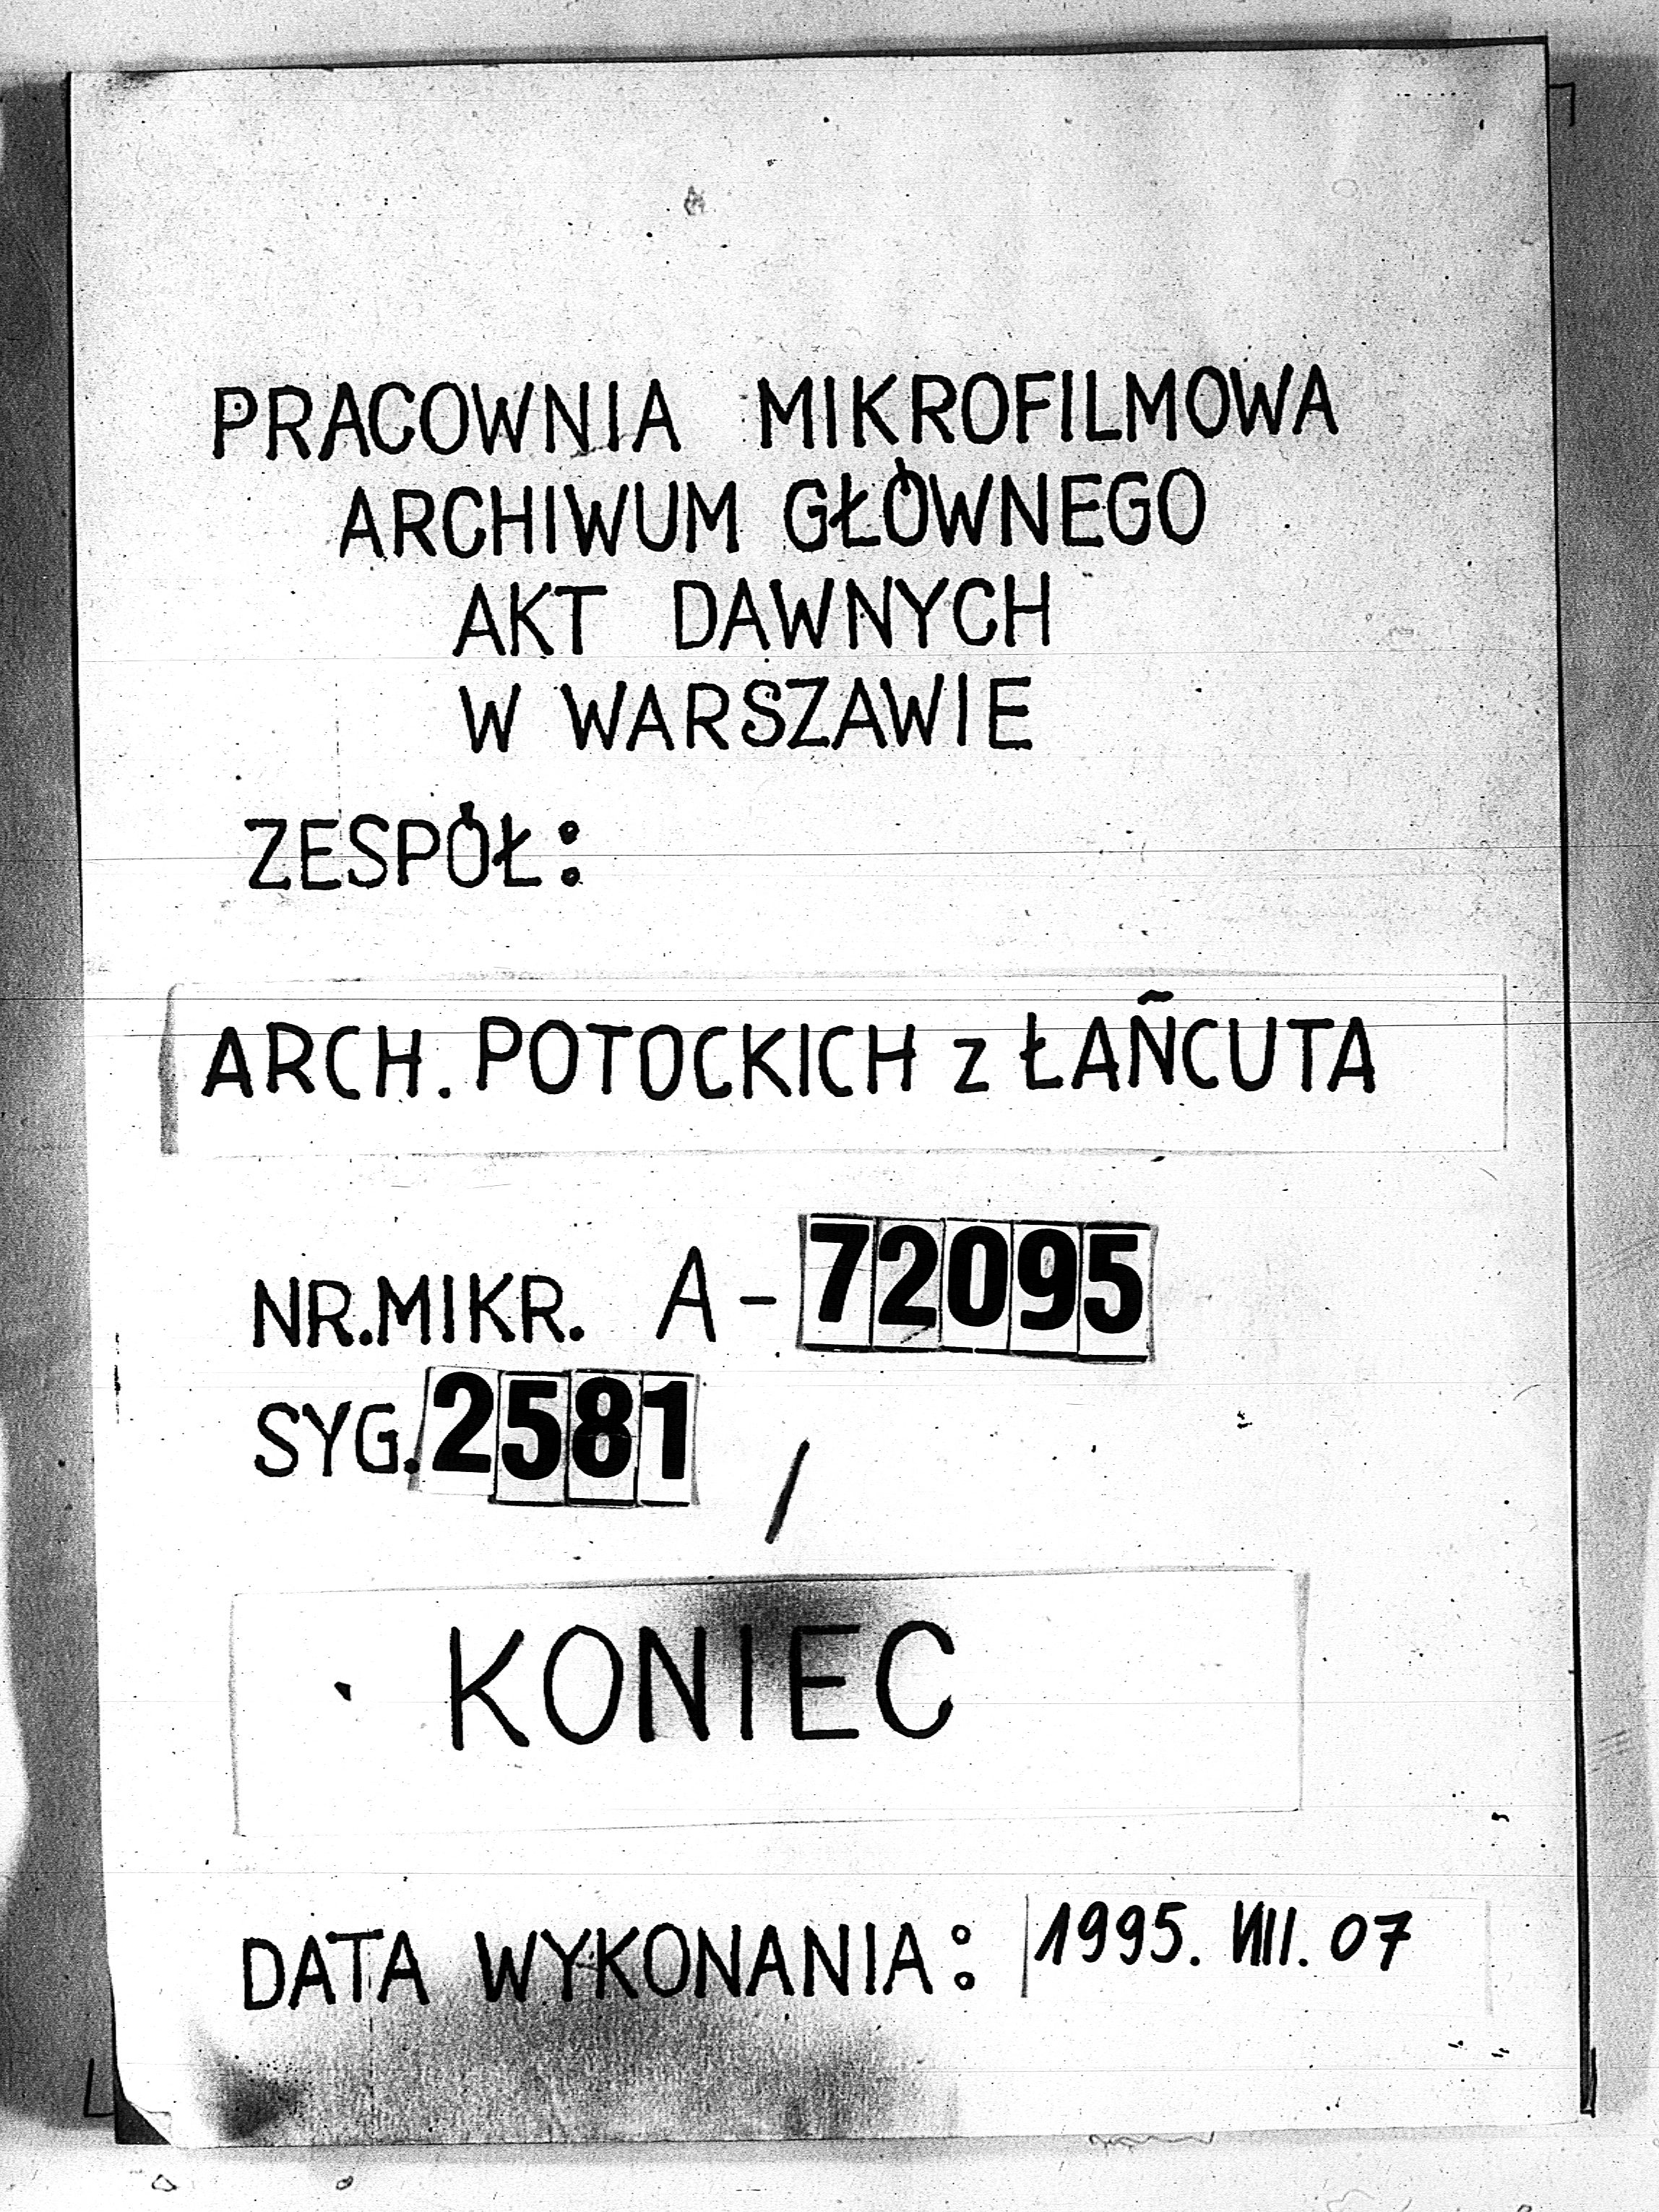 PRACOWNIA MIKROFILMOWA
ARCHIWUM GŁÓWNEGO
AKT DAWNYCH
W WARSZAWIE
ZESPÓŁ:
ARCH. POTOCKICH z ŁAÑCUTA
NR.MIKR. A-72095
SYG.2581 /
KONIEC
DATA WYKONANIA: 1995. VIII. 07